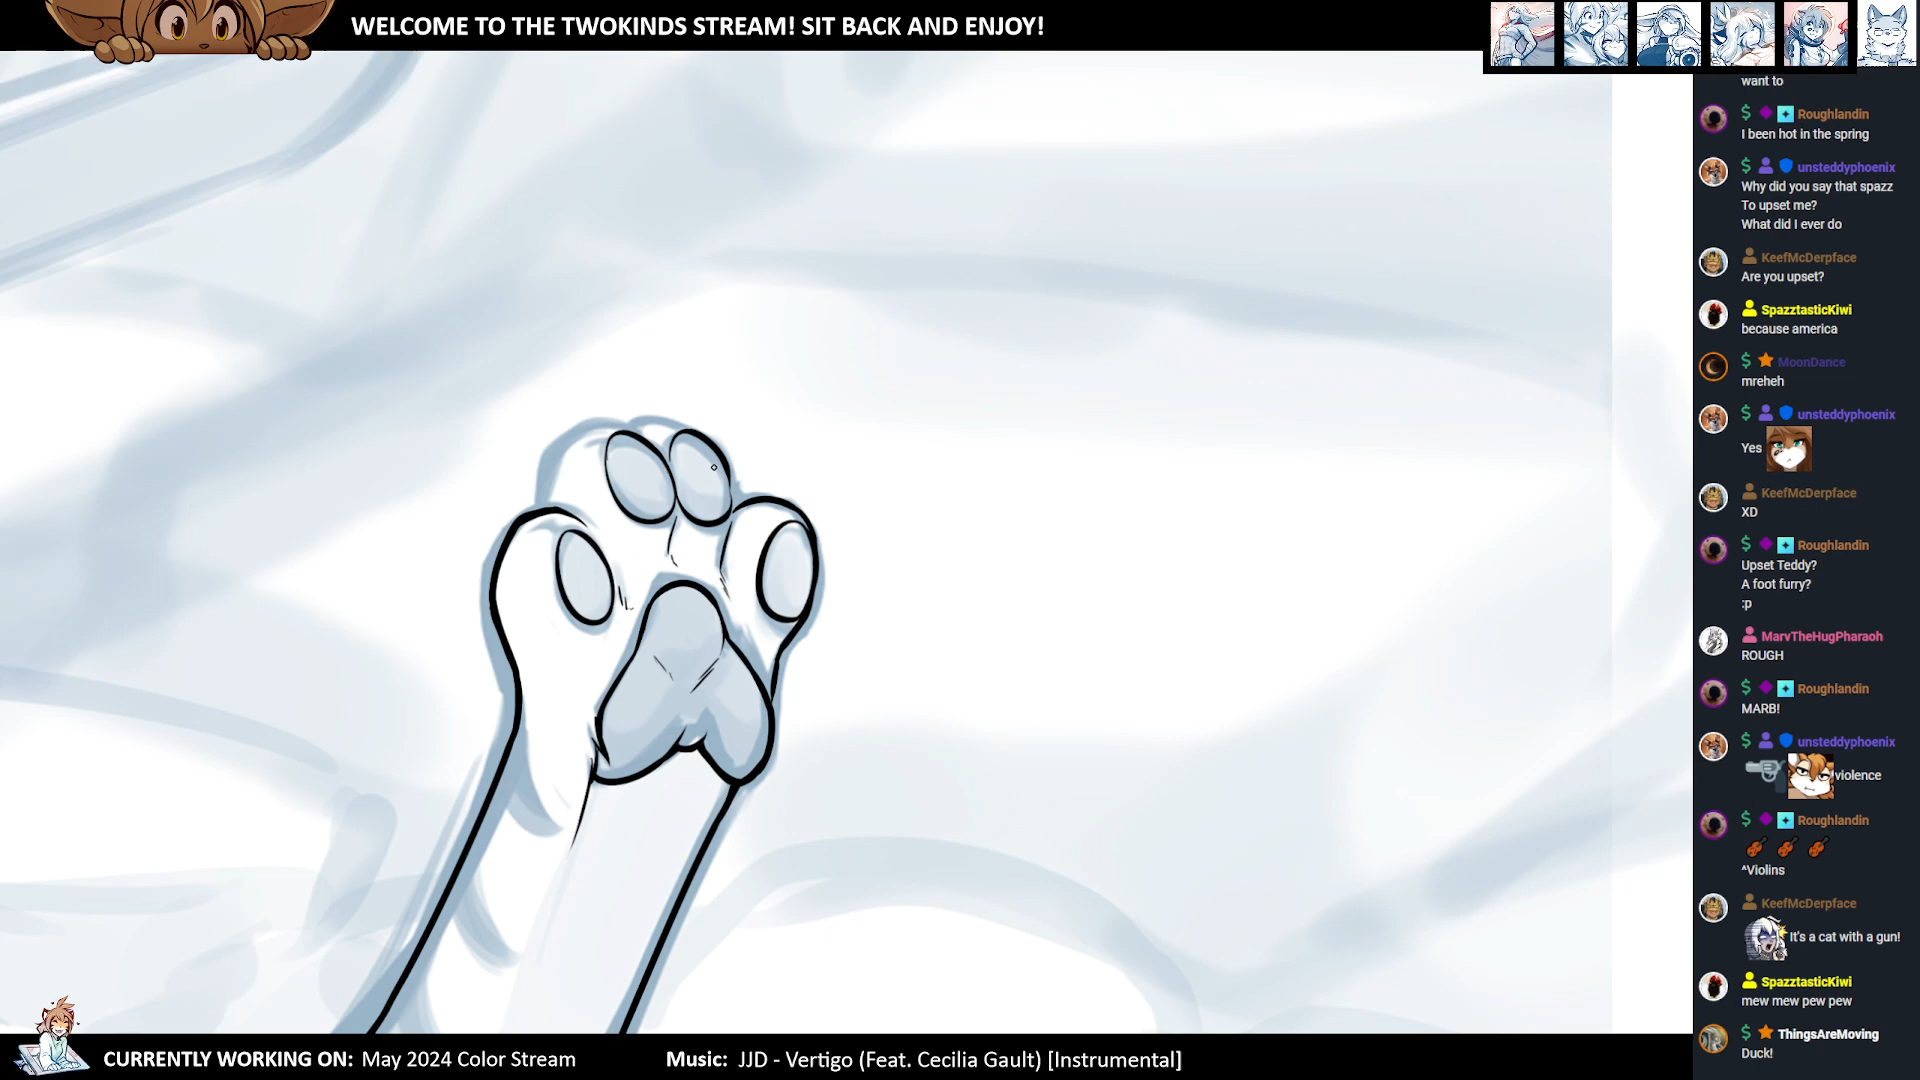 WELCOME TO THE TWOKINDS STREAM! SIT BACK AND ENJOY!
want to
Roughlandin
I been hot in the spring
unsteddyphoenix
Why did you say that spazz
To upset me?
What did I ever do
KeefMcDerpface
Are you upset?
SpazztasticKiwi
because america
MoonDance
mreheh
unsteddyphoenix
Yes
KeefMcDerpface
XD
Roughlandin
Upset Teddy?
A foot furry?
:p
MarvTheHugPharaoh
ROUGH
Roughlandin
MARB!
unsteddyphoenix
violence
Roughlandin
^Violins
KeefMcDerpface
It's a cat with a gun!
SpazztasticKiwi
mew mew pew pew
ThingsAreMoving
Duck!
CURRENTLY WORKING ON: May 2024 Color Stream
Music: JJD - Vertigo (Feat. Cecilia Gault) [Instrumental]